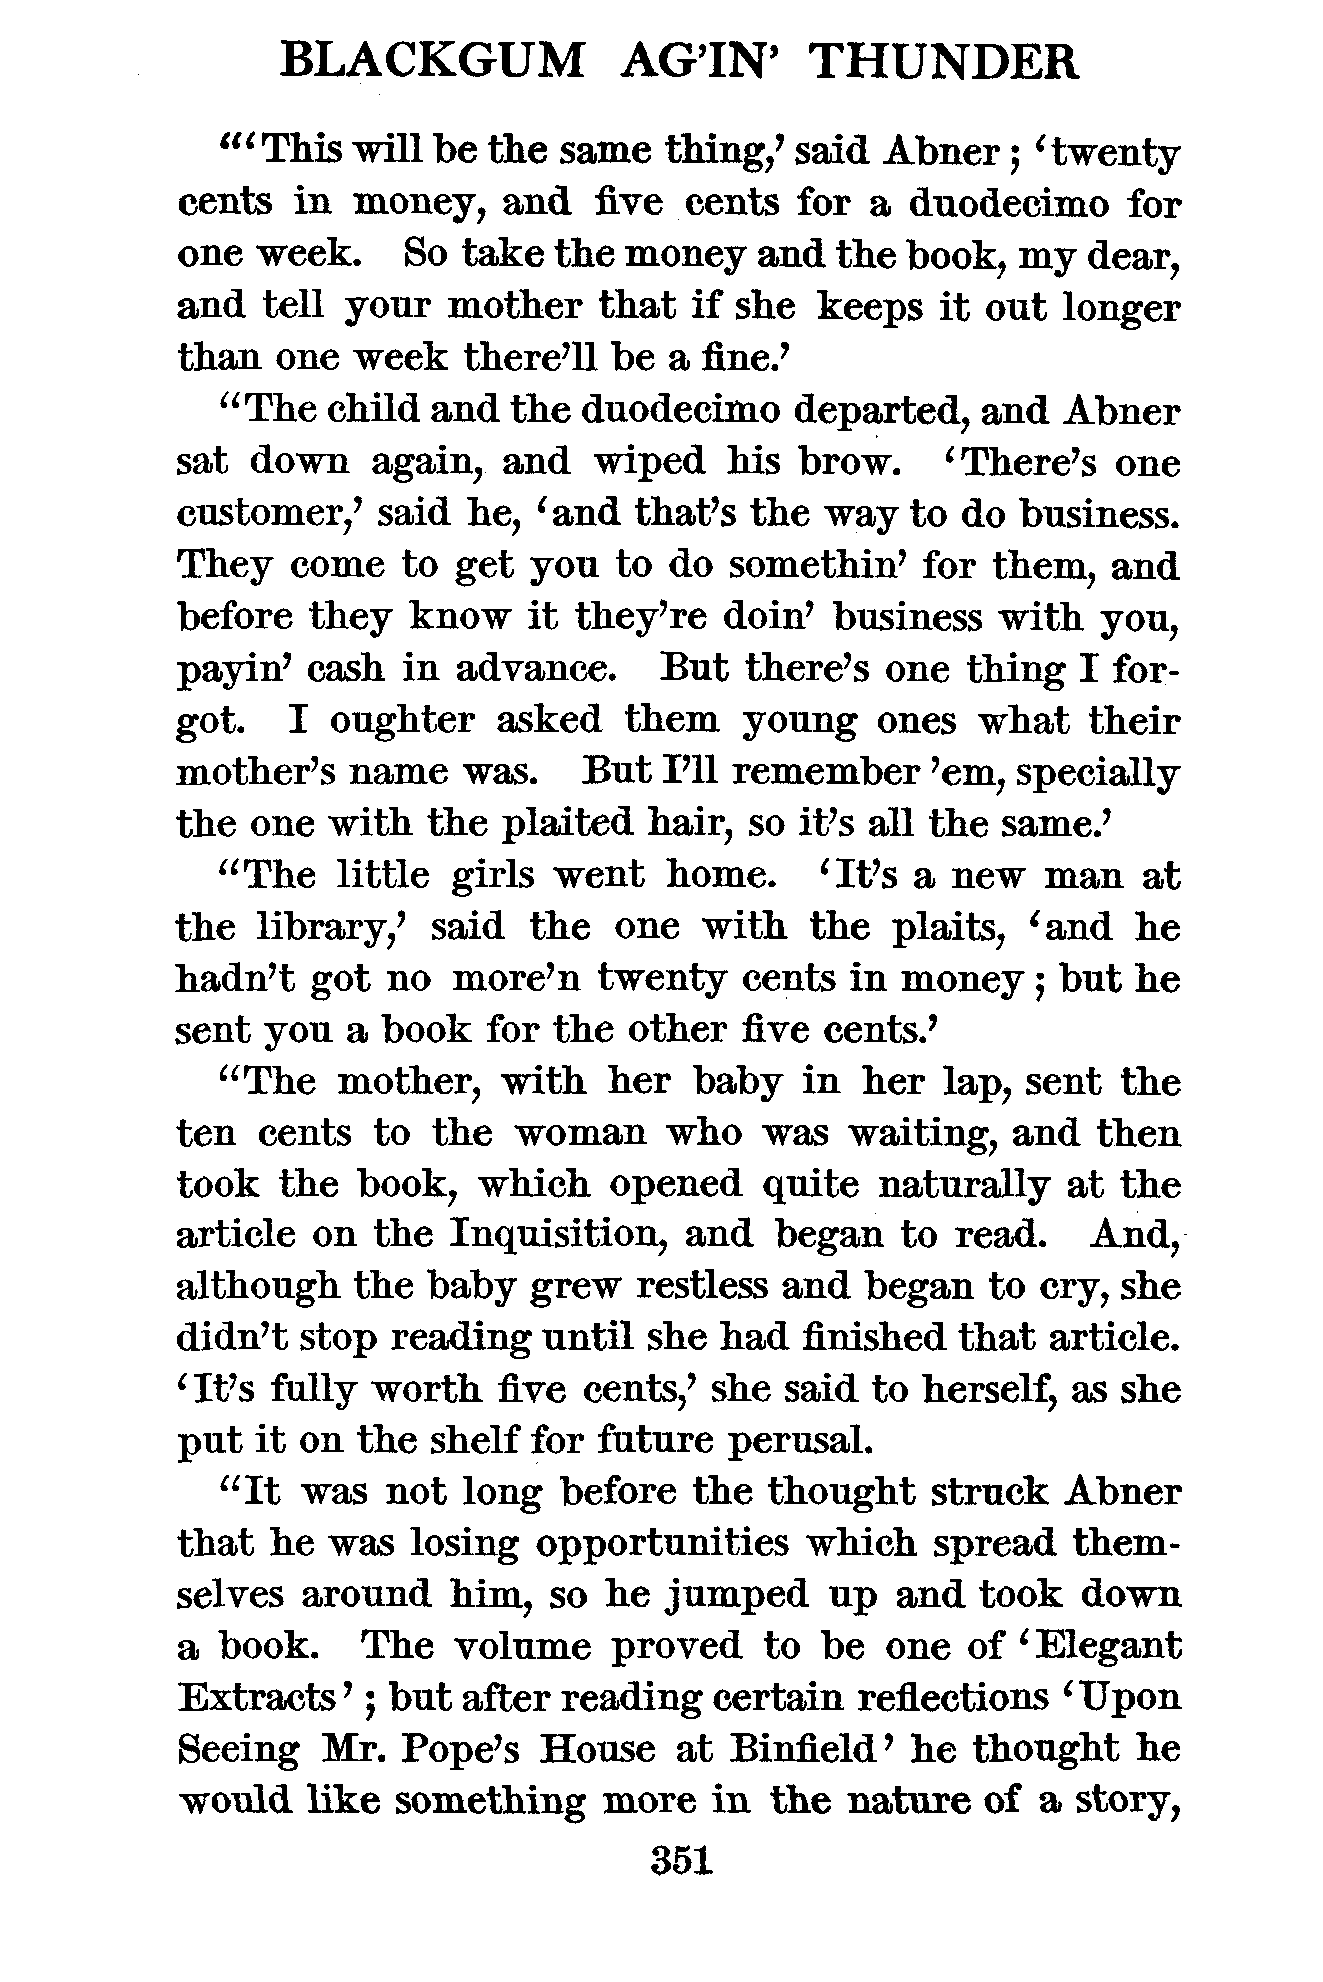 BLACKGUM AG'IN' THUNDER
"'This will be the same thing,' said Abner; 'twenty
cents in money, and five cents for a duodecimo for
one week. So take the money and the book, my dear,
and tell your mother that if she keeps it out longer
than one week there'll be a fine.'
"The child and the duodecimo departed, and Abner
sat down again, and wiped his brow. 'There's one
customer,' said he, 'and that's the way to do business.
They come to get you to do somethin' for them, and
before they know it they're doin' business with you,
payin' cash in advance. But there's one thing I for-
got. I oughter asked them young ones what their
mother's name was. But I'll remember 'em, specially
the one with the plaited hair, so it's all the same.'
"The little girls went home. 'It's a new man at
the library,' said the one with the plaits, 'and he
hadn't got no more'n twenty cents in money; but he
sent you a book for the other five cents.'
"The mother, with her baby in her lap, sent the
ten cents to the woman who was waiting, and then
took the book, which opened quite naturally at the
article on the Inquisition, and began to read. And,
although the baby grew restless and began to cry, she
didn't stop reading until she had finished that article.
'It's fully worth five cents,' she said to herself, as she
put it on the shelf for future perusal.
"It was not long before the thought struck Abner
that he was losing opportunities which spread them-
selves around him, so he jumped up and took down
a book. The volume proved to be one of 'Elegant
Extracts'; but after reading certain reflections 'Upon
Seeing Mr. Pope's House at Binfield' he thought he
would like something more in the nature of a story,
351